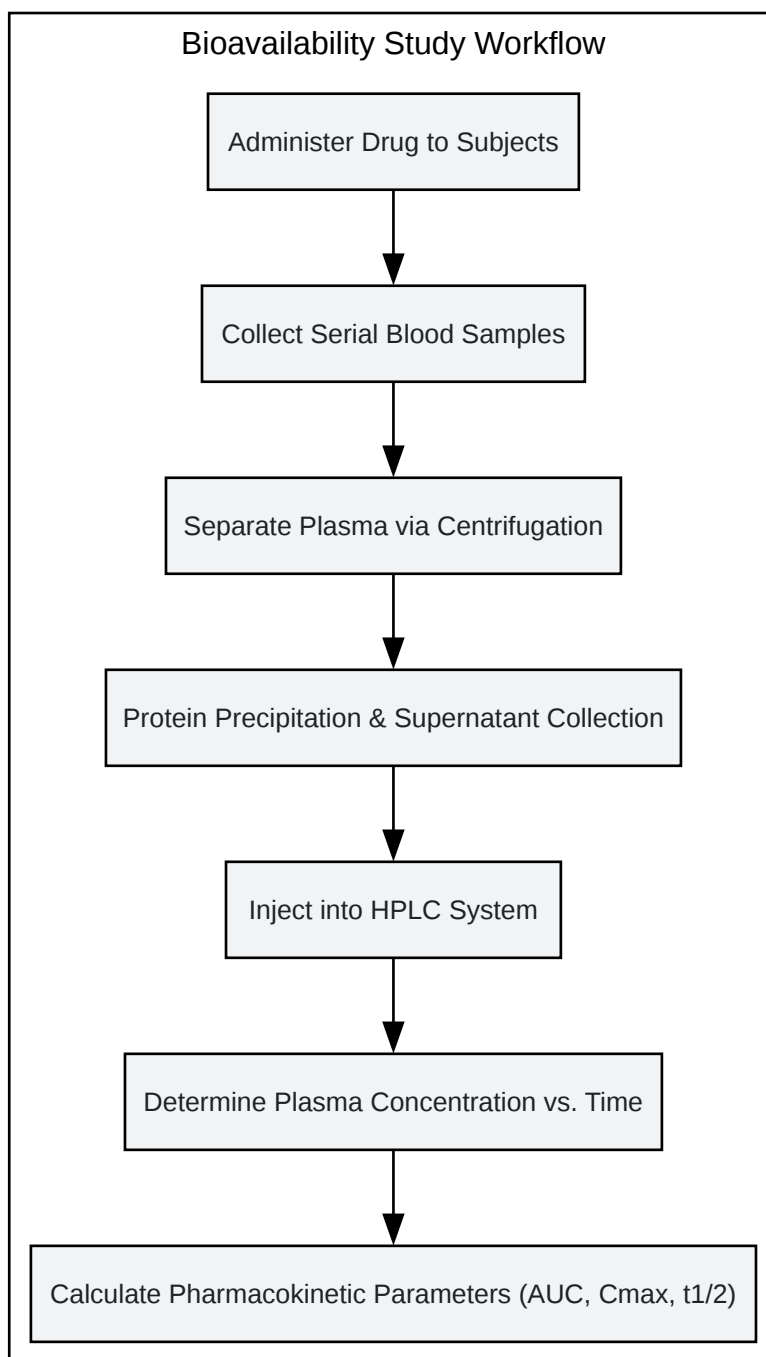 Bioavailability Study Workflow
Administer Drug to Subjects
Collect Serial Blood Samples
Separate Plasma via Centrifugation
Protein Precipitation & Supernatant Collection
Inject into HPLC System
Determine Plasma Concentration vs. Time
Calculate Pharmacokinetic Parameters (AUC, Cmax, t1/2)